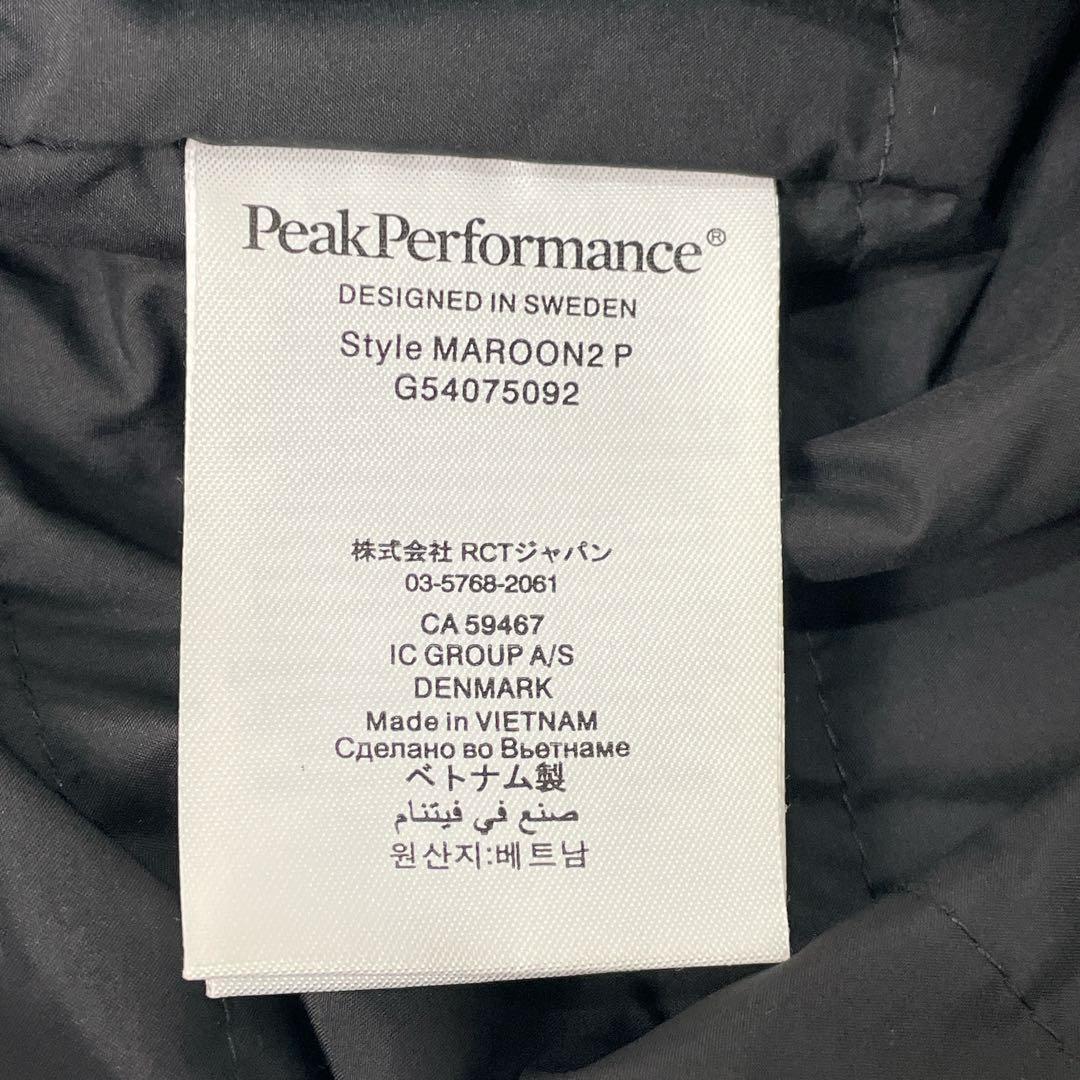 PeakPerformance®
DESIGNED IN SWEDEN
Style MAROON2 P
G54075092
株式会社 RCTジャパン
03-5768-2061
CA 59467
IC GROUP A/S
DENMARK
Made in VIETNAM
Сделано во Вьетнаме
ベトナム製
صنع في فيتنام
원산지:베트남